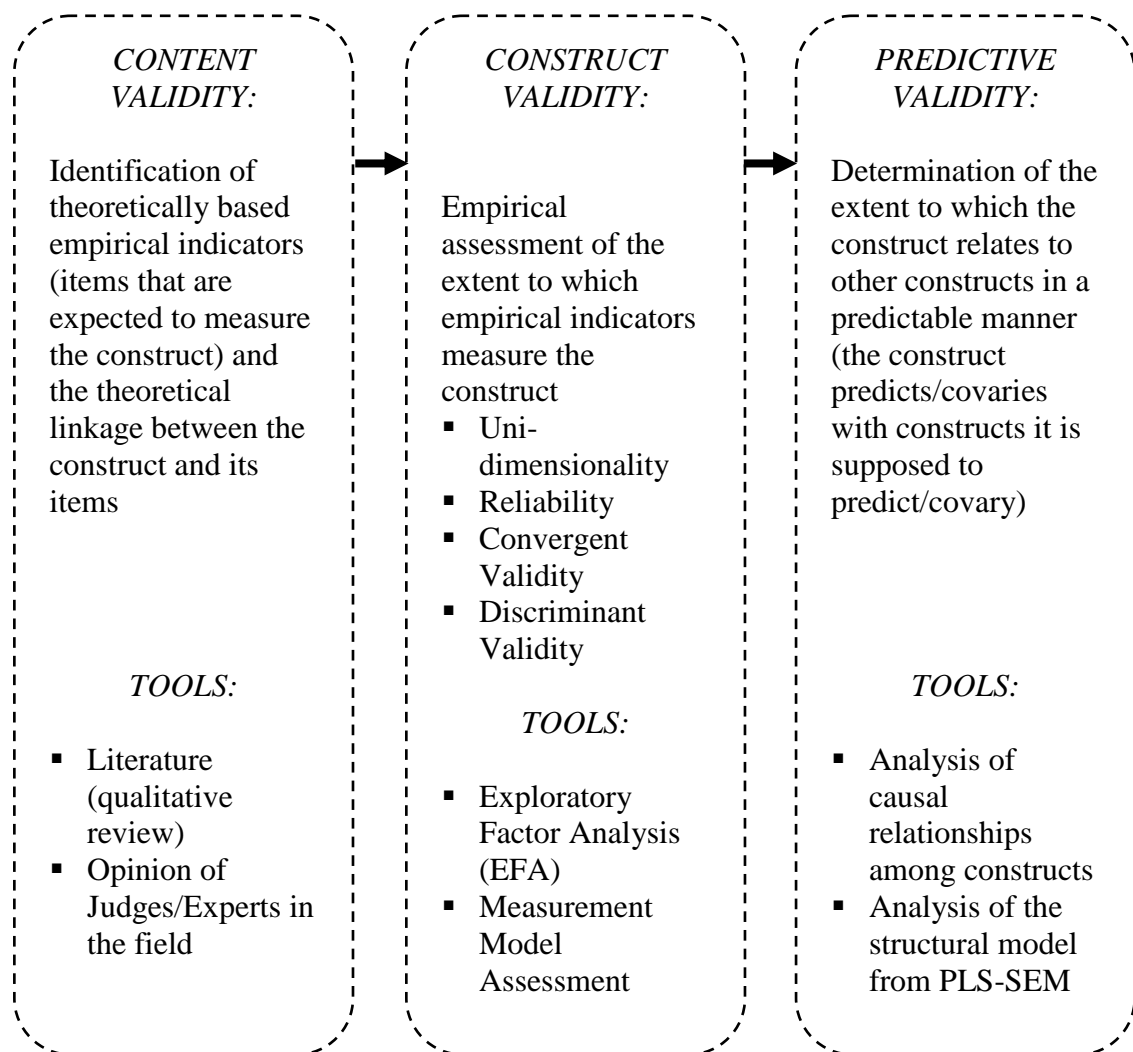 CONTENT
VALIDITY:
Identification of
theoretically based
empirical indicators
(items that are
expected to measure
the construct) and
the theoretical
linkage between the
construct and its
items
TOOLS:
▪ Literature
(qualitative
review)
▪ Opinion of
Judges/Experts in
the field
CONSTRUCT
VALIDITY:
Empirical
assessment of the
extent to which
empirical indicators
measure the
construct
▪ Uni-
dimensionality
▪ Reliability
▪ Convergent
Validity
▪ Discriminant
Validity
TOOLS:
▪ Exploratory
Factor Analysis
(EFA)
▪ Measurement
Model
Assessment
PREDICTIVE
VALIDITY:
Determination of the
extent to which the
construct relates to
other constructs in a
predictable manner
(the construct
predicts/covaries
with constructs it is
supposed to
predict/covary)
TOOLS:
▪ Analysis of
causal
relationships
among constructs
▪ Analysis of the
structural model
from PLS-SEM